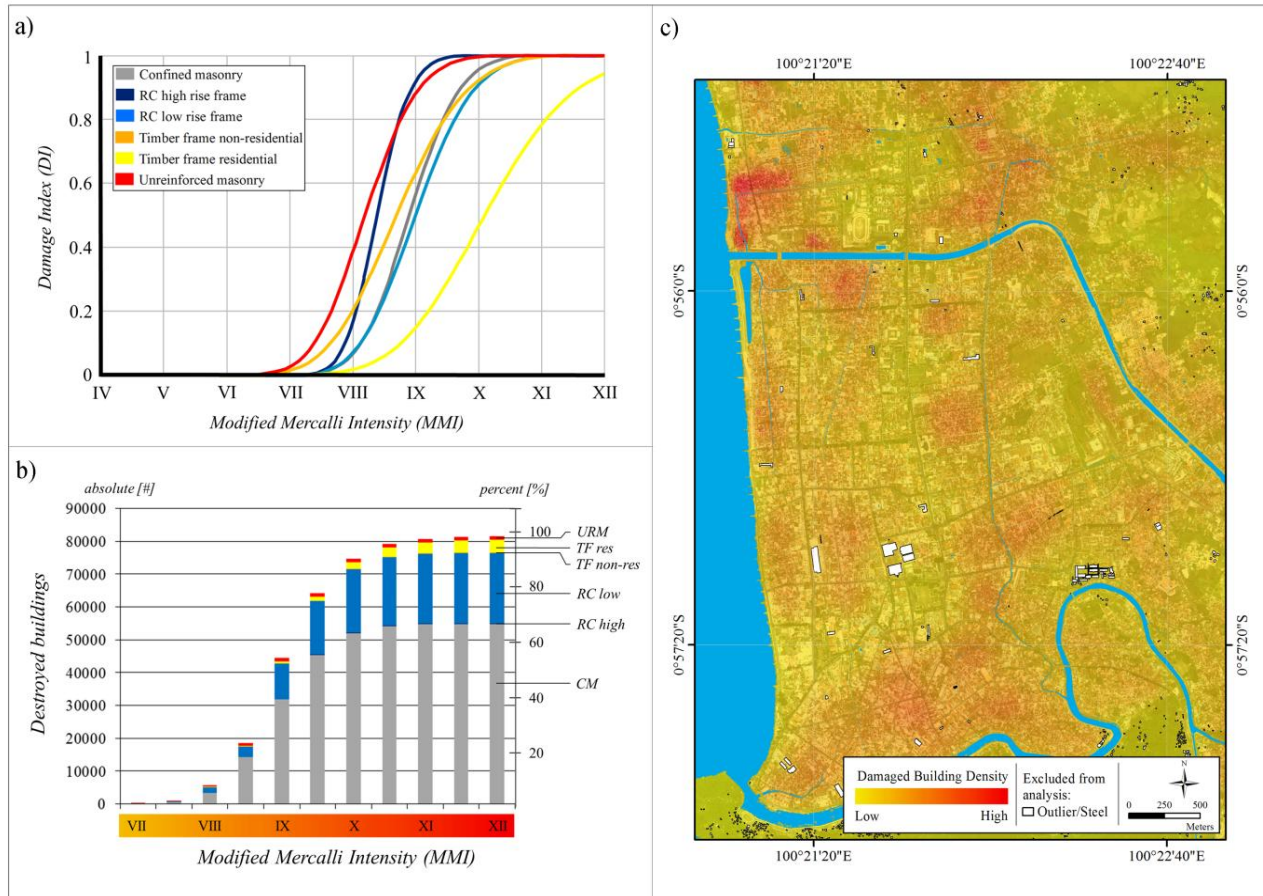 a)
1
0.8
0.6
0.4
0.2
0
Damage Index (DI)
Confined masonry
RC high rise frame
RC low rise frame
Timber frame non-residential
Timber frame residential
Unreinforced masonry
IV V VI VII VIII IX X XI XII
Modified Mercalli Intensity (MMI)
b)
absolute [#]
percent [%]
90000
80000
70000
60000
50000
40000
30000
20000
10000
0
Destroyed buildings
100
80
60
40
20
URM
TF res
TF non-res
RC low
RC high
CM
VII VIII IX X XI XII
Modified Mercalli Intensity (MMI)
c)
100°21'20"E 100°22'40"E
0°56'0"S
0°56'0"S
0°57'20"S
0°57'20"S
Damaged Building Density
Low High
Excluded from
analysis:
Outlier/Steel
N
0 250 500
Meters
100°21'20"E 100°22'40"E